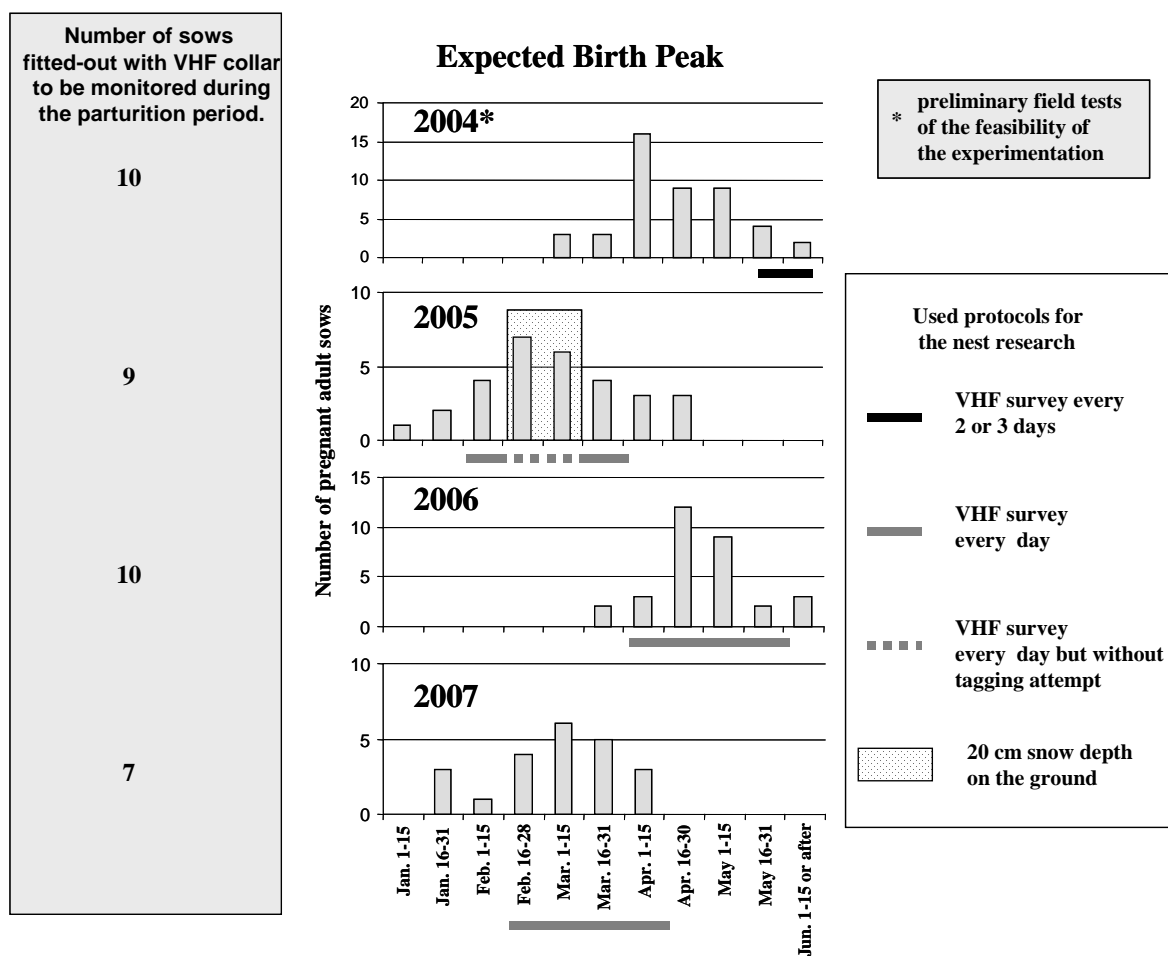 Number of sows
fitted-out with VHF collar
to be monitored during
the parturition period.
10
9
10
7
Expected Birth Peak
Number of pregnant adult sows
2004*
20
15
10
5
0
2005
10
5
0
2006
15
10
5
0
2007
10
5
0
Jan. 1-15
Jan. 16-31
Feb. 1-15
Feb. 16-28
Mar. 1-15
Mar. 16-31
Apr. 1-15
Apr. 16-30
May 1-15
May 16-31
Jun. 1-15 or after
* preliminary field tests
of the feasibility of
the experimentation
Used protocols for
the nest research
VHF survey every
2 or 3 days
VHF survey
every day
VHF survey
every day but without
tagging attempt
20 cm snow depth
on the ground